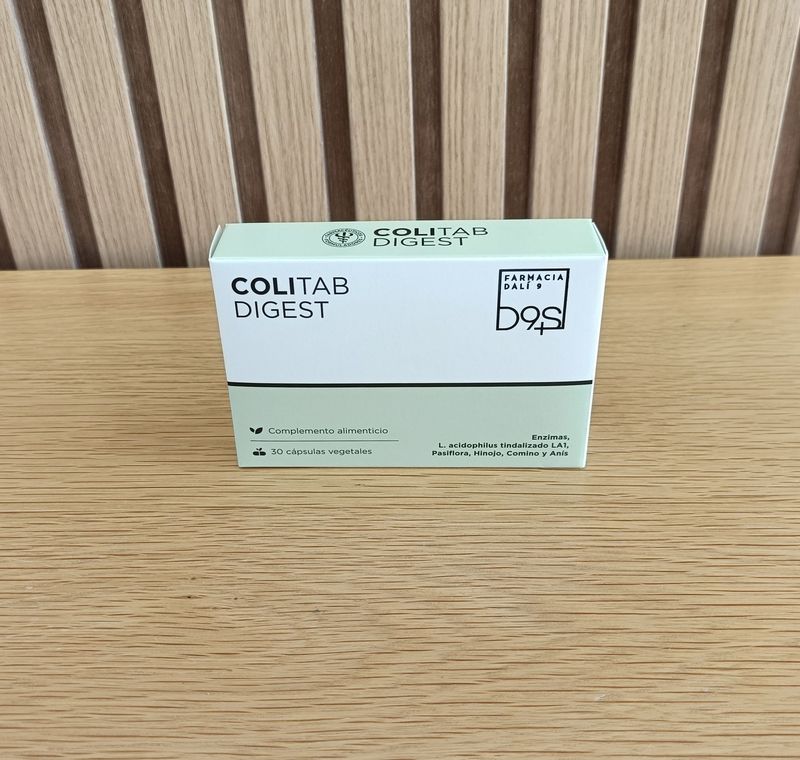 COLITAB
DIGEST
COLITAB
DIGEST
FARMACIA
DALÍ 9
D9S
Complemento alimenticio
30 cápsulas vegetales
Enzimas,
L. acidophilus tindalizado LA1,
Pasiflora, Hinojo, Comino y Anís